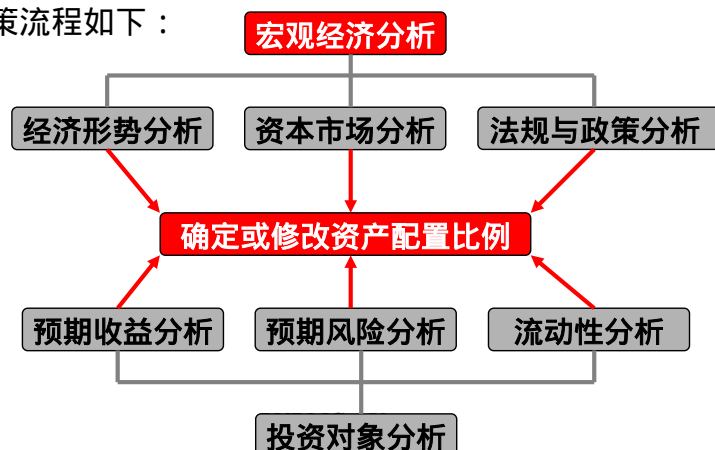 策流程如下：
宏观经济分析
经济形势分析
资本市场分析
法规与政策分析
确定或修改资产配置比例
预期收益分析
预期风险分析
流动性分析
投资对象分析